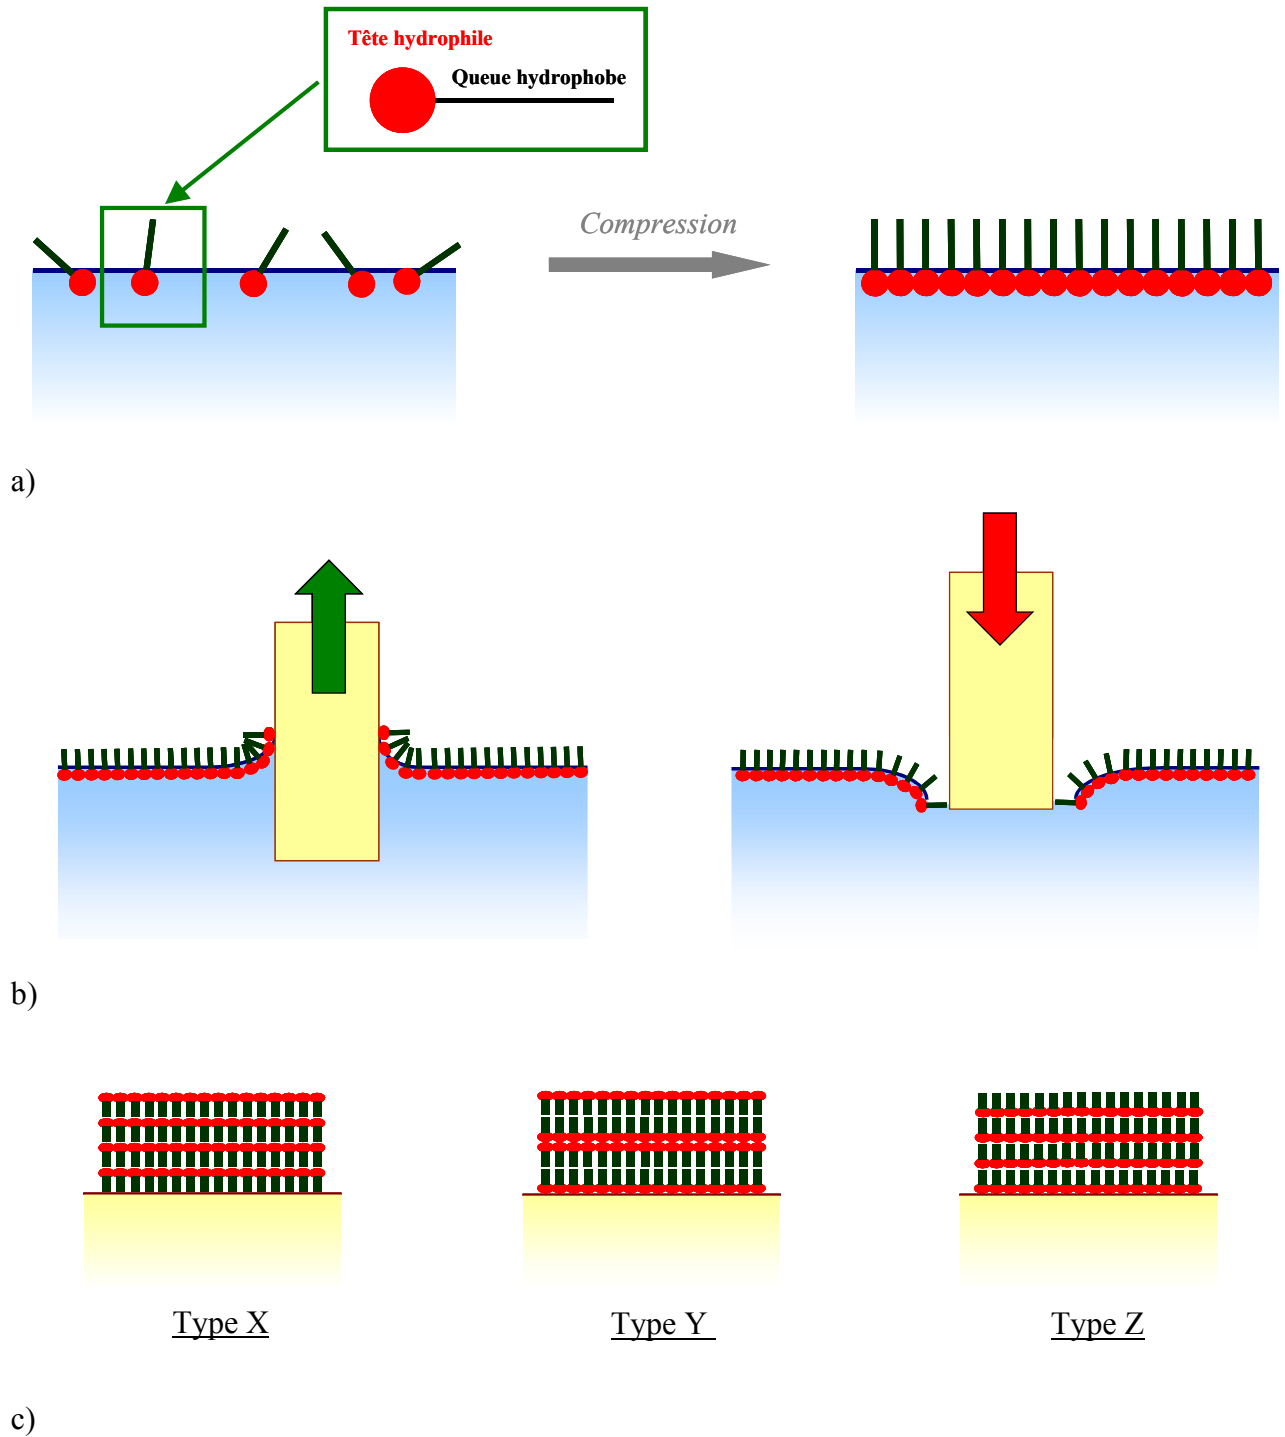 Tête hydrophile
Queue hydrophobe
Compression
a)
b)
Type X
Type Y
Type Z
c)